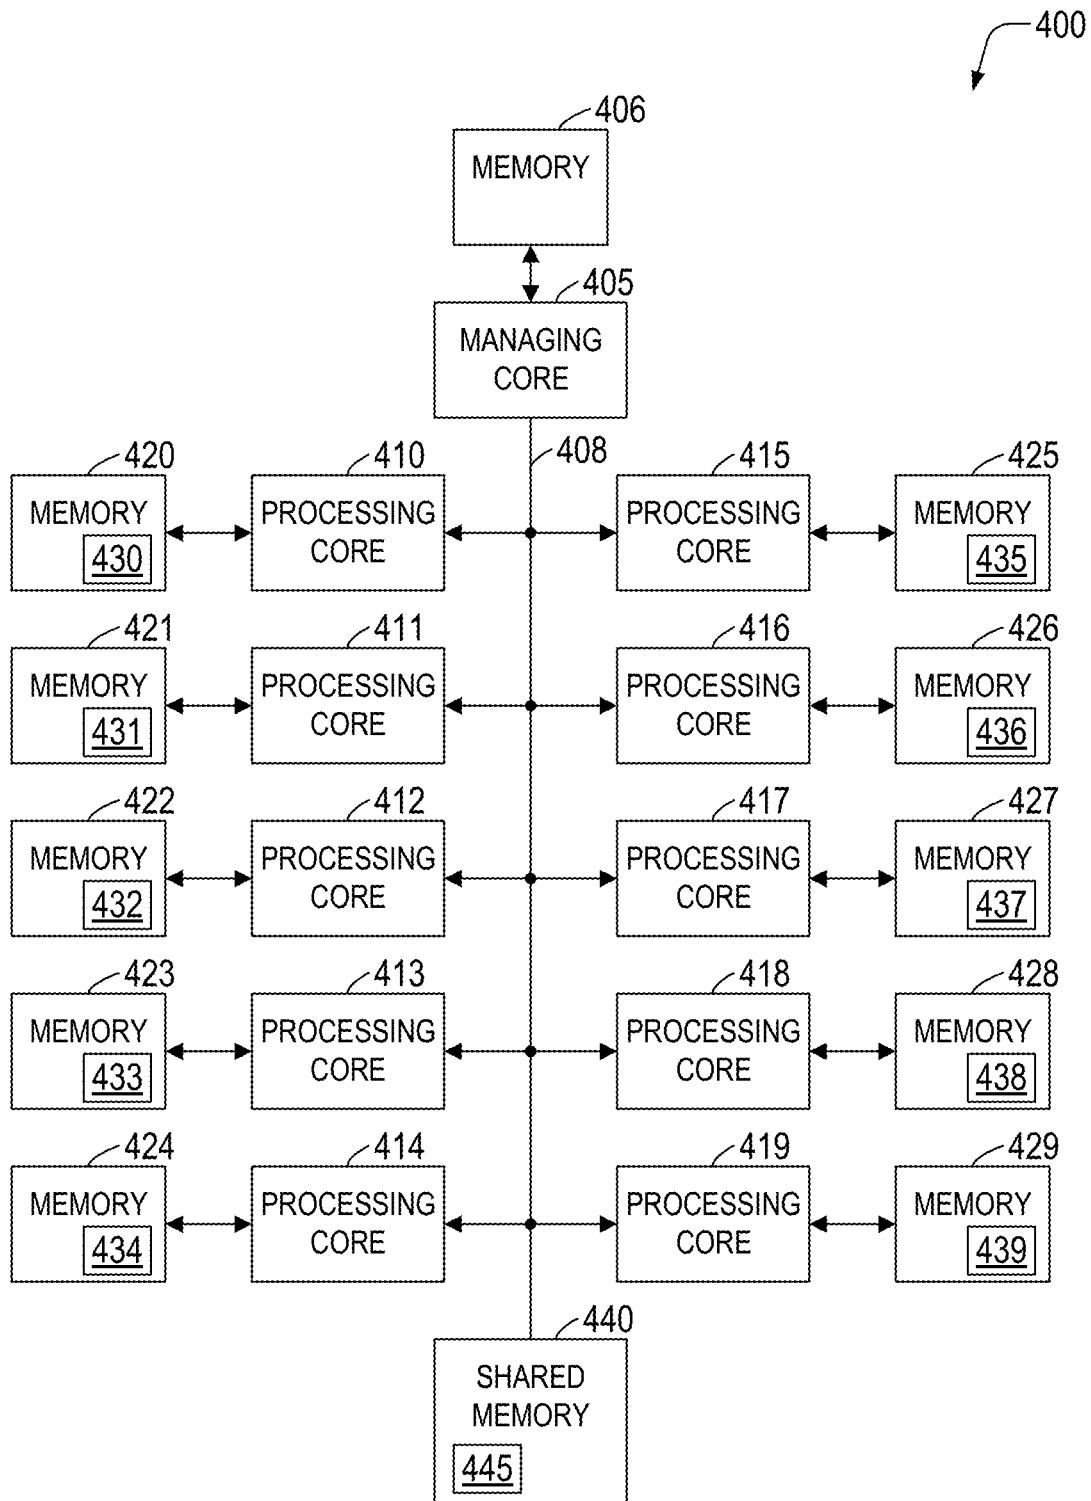 400
406
MEMORY
405
MANAGING
CORE
408
420
410
415
425
MEMORY
430
PROCESSING
CORE
PROCESSING
CORE
MEMORY
435
421
411
416
426
MEMORY
431
PROCESSING
CORE
PROCESSING
CORE
MEMORY
436
422
412
417
427
MEMORY
432
PROCESSING
CORE
PROCESSING
CORE
MEMORY
437
423
413
418
428
MEMORY
433
PROCESSING
CORE
PROCESSING
CORE
MEMORY
438
424
414
419
429
MEMORY
434
PROCESSING
CORE
PROCESSING
CORE
MEMORY
439
440
SHARED
MEMORY
445